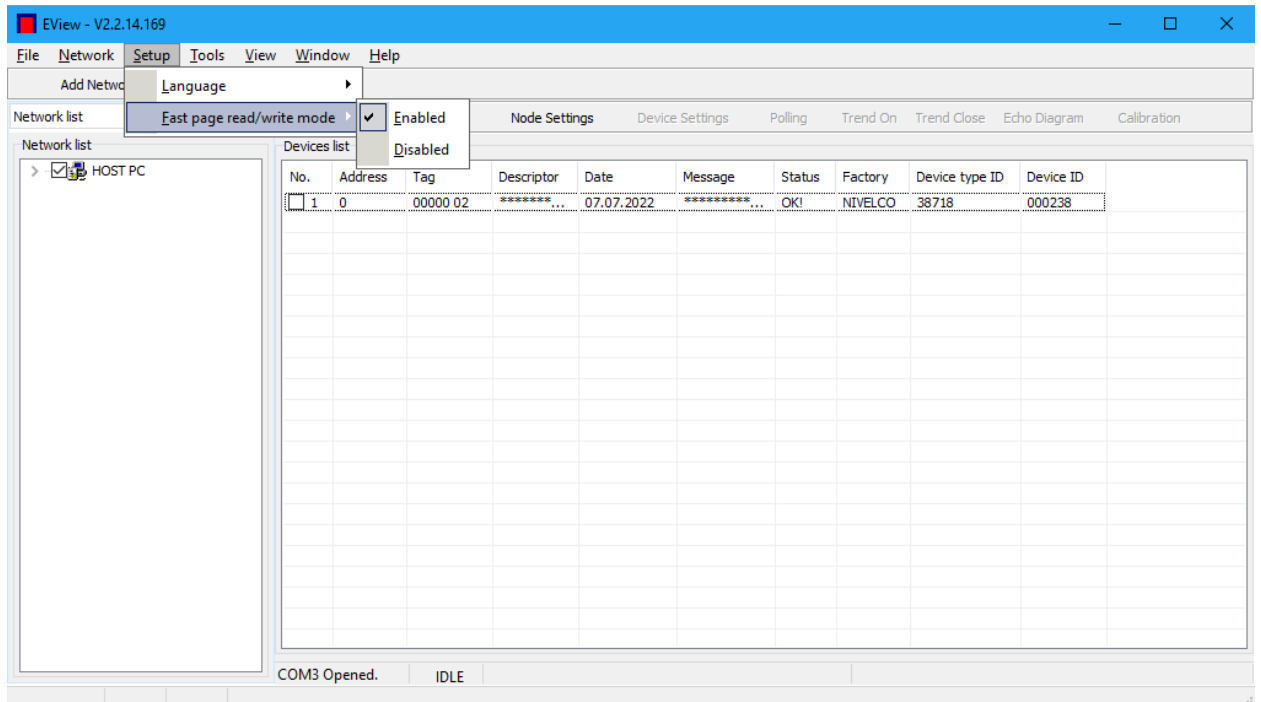 EView - V2.2.14.169
File Network Setup Tools View Window Help
Add Netwo
Language
Network list
Fast page read/write mode
Enabled
Disabled
Node Settings Device Settings Polling Trend On Trend Close Echo Diagram Calibration
Network list
HOST PC
Devices list
No. Address Tag Descriptor Date Message Status Factory Device type ID Device ID
1 0 00000 02 *******... 07.07.2022 *********... OK! NIVELCO 38718 000238
COM3 Opened. IDLE